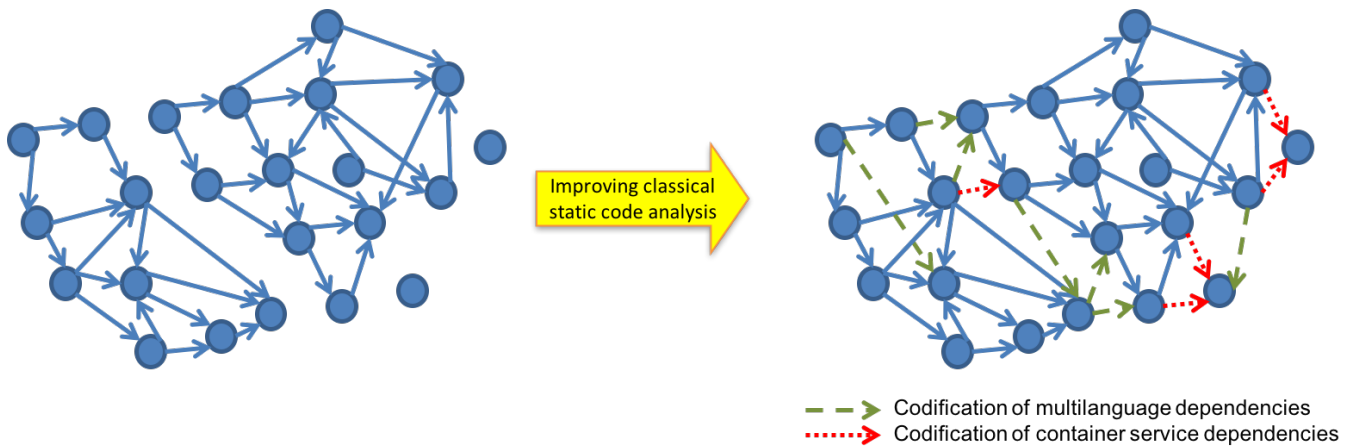 Improving classical
static code analysis
Codification of multilanguage dependencies
Codification of container service dependencies